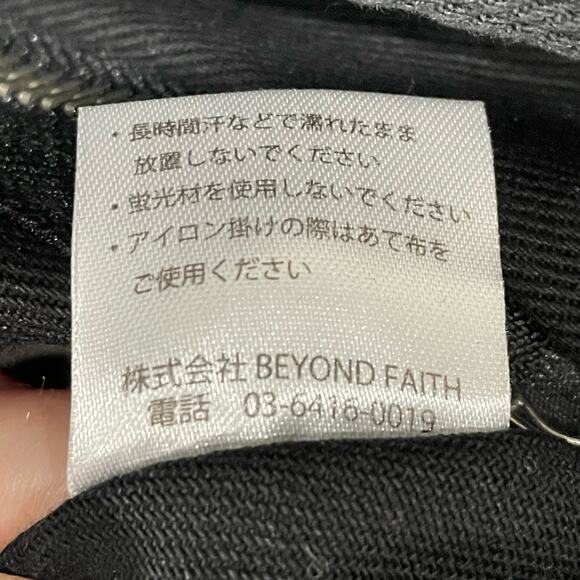 ・長時間汗などで濡れたまま
放置しないでください
・蛍光材を使用しないでください
・アイロン掛けの際はあて布を
ご使用ください
株式会社 BEYOND FAITH
電話 03-6416-0019